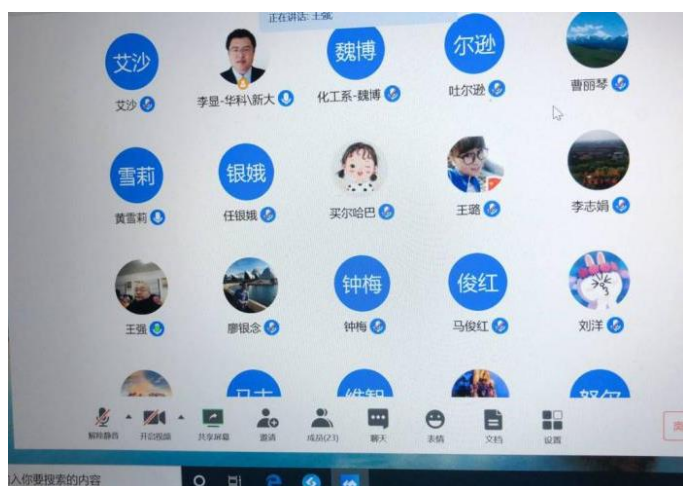 正在讲话: 王强;
艾沙
魏博
尔逊
艾沙
李显-华科\新大
化工系-魏博
吐尔逊
曹丽琴
雪莉
银娥
黄雪莉
任银娥
买尔哈巴
王璐
李志娟
钟梅
俊红
王强
廖银念
钟梅
马俊红
刘洋
解除静音
开启视频
共享屏幕
邀请
成员(23)
聊天
表情
文档
设置
入你要搜索的内容